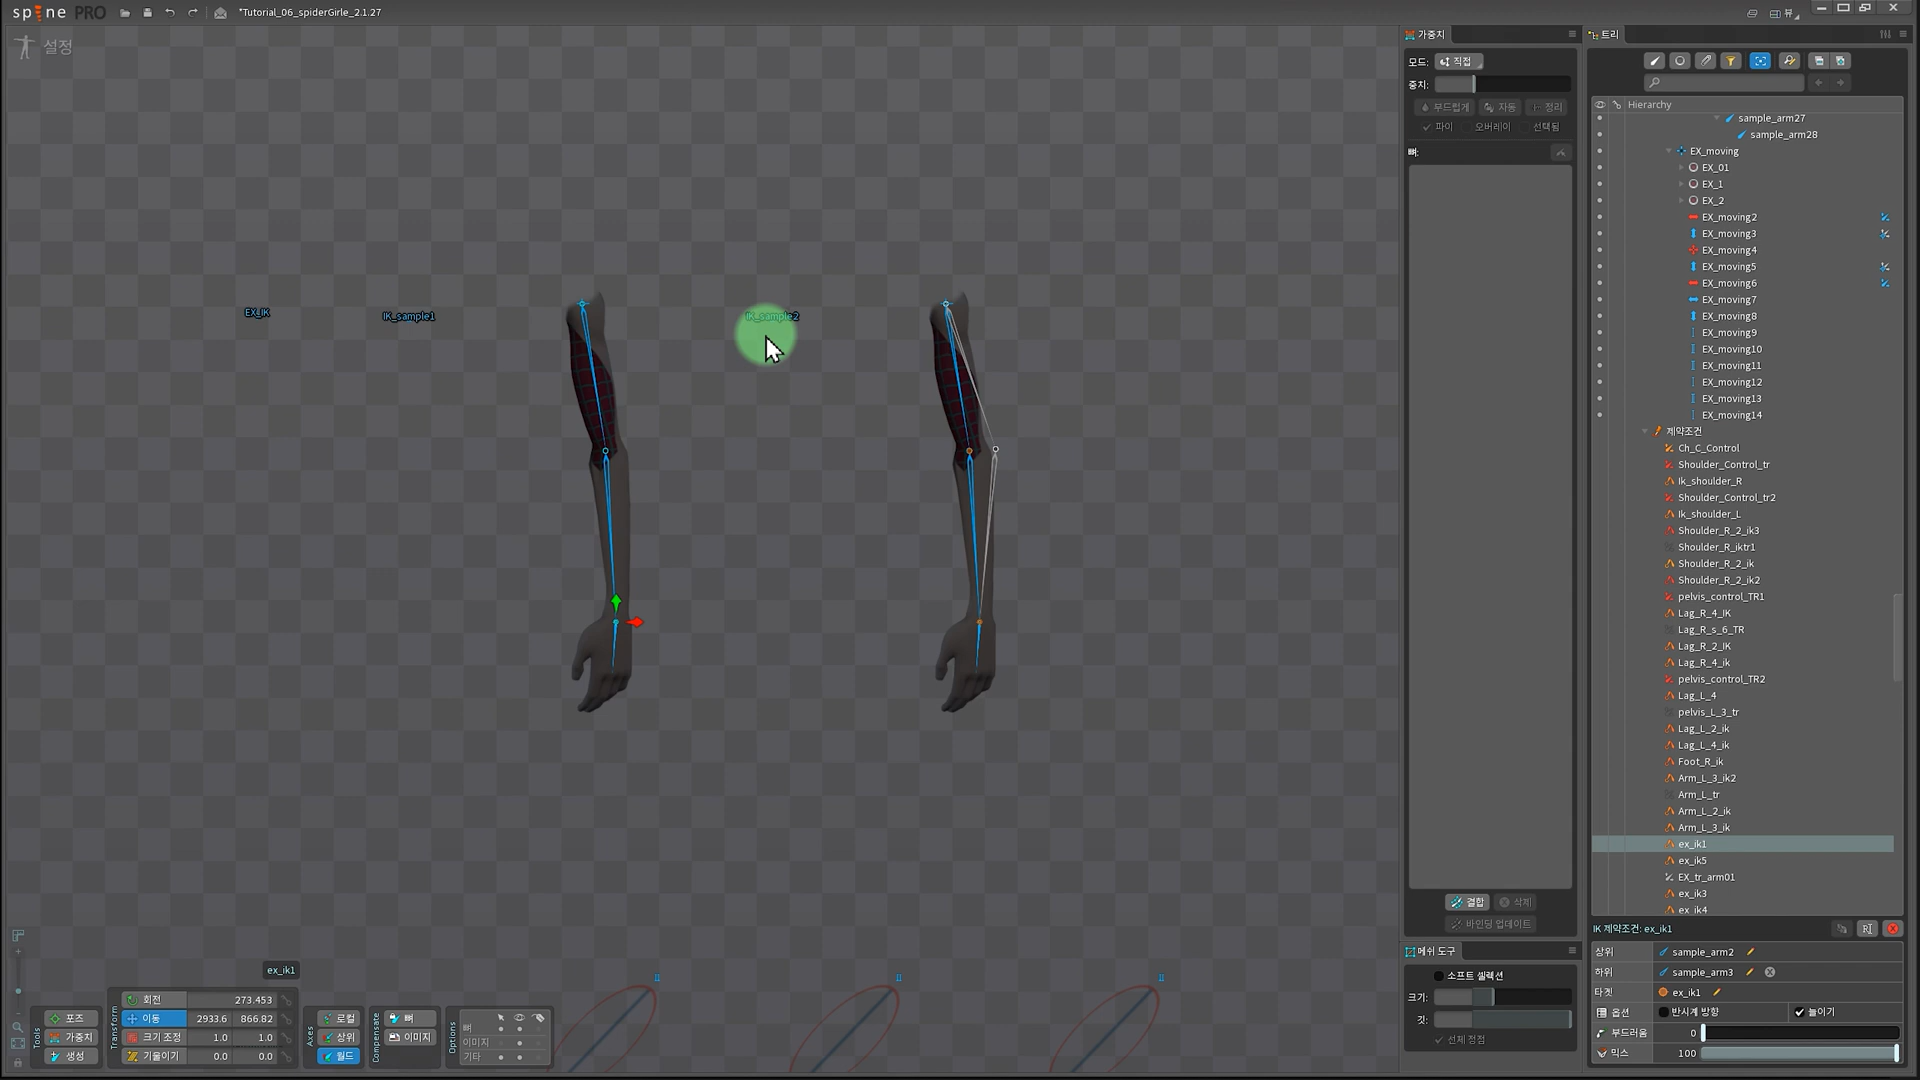 spine PRO
*Tutorial_06_spiderGirle_2.1.27
뷰
설정
EX_IK
IK_sample1
IK_sample2
ex_ik1
Tools
포즈
가중치
생성
Transform
회전 273.453
이동 2933.6 866.82
크기 조정 1.0 1.0
기울이기 0.0 0.0
Axes
로컬
상위
월드
Compensate
뼈
이미지
Options
뼈
이미지
기타
가중치
모드: 직접
중치:
부드럽게 자동 정리
파이 오버레이 선택됨
뼈:
결합 삭제
바인딩 업데이트
메쉬 도구
소프트 셀렉션
크기:
깃:
선체 정점
트리
Hierarchy
sample_arm27
sample_arm28
EX_moving
EX_01
EX_1
EX_2
EX_moving2
EX_moving3
EX_moving4
EX_moving5
EX_moving6
EX_moving7
EX_moving8
EX_moving9
EX_moving10
EX_moving11
EX_moving12
EX_moving13
EX_moving14
계약조건
Ch_C_Control
Shoulder_Control_tr
Ik_shoulder_R
Shoulder_Control_tr2
Ik_shoulder_L
Shoulder_R_2_ik3
Shoulder_R_iktr1
Shoulder_R_2_ik
Shoulder_R_2_ik2
pelvis_control_TR1
Lag_R_4_IK
Lag_R_s_6_TR
Lag_R_2_IK
Lag_R_4_ik
pelvis_control_TR2
Lag_L_4
pelvis_L_3_tr
Lag_L_2_ik
Lag_L_4_ik
Foot_R_ik
Arm_L_3_ik2
Arm_L_tr
Arm_L_2_ik
Arm_L_3_ik
ex_ik1
ex_ik5
EX_tr_arm01
ex_ik3
ex_ik4
IK 계약조건: ex_ik1
상위 sample_arm2
하위 sample_arm3
타겟 ex_ik1
옵션 반시계 방향 늘이기
부드러움 0
믹스 100